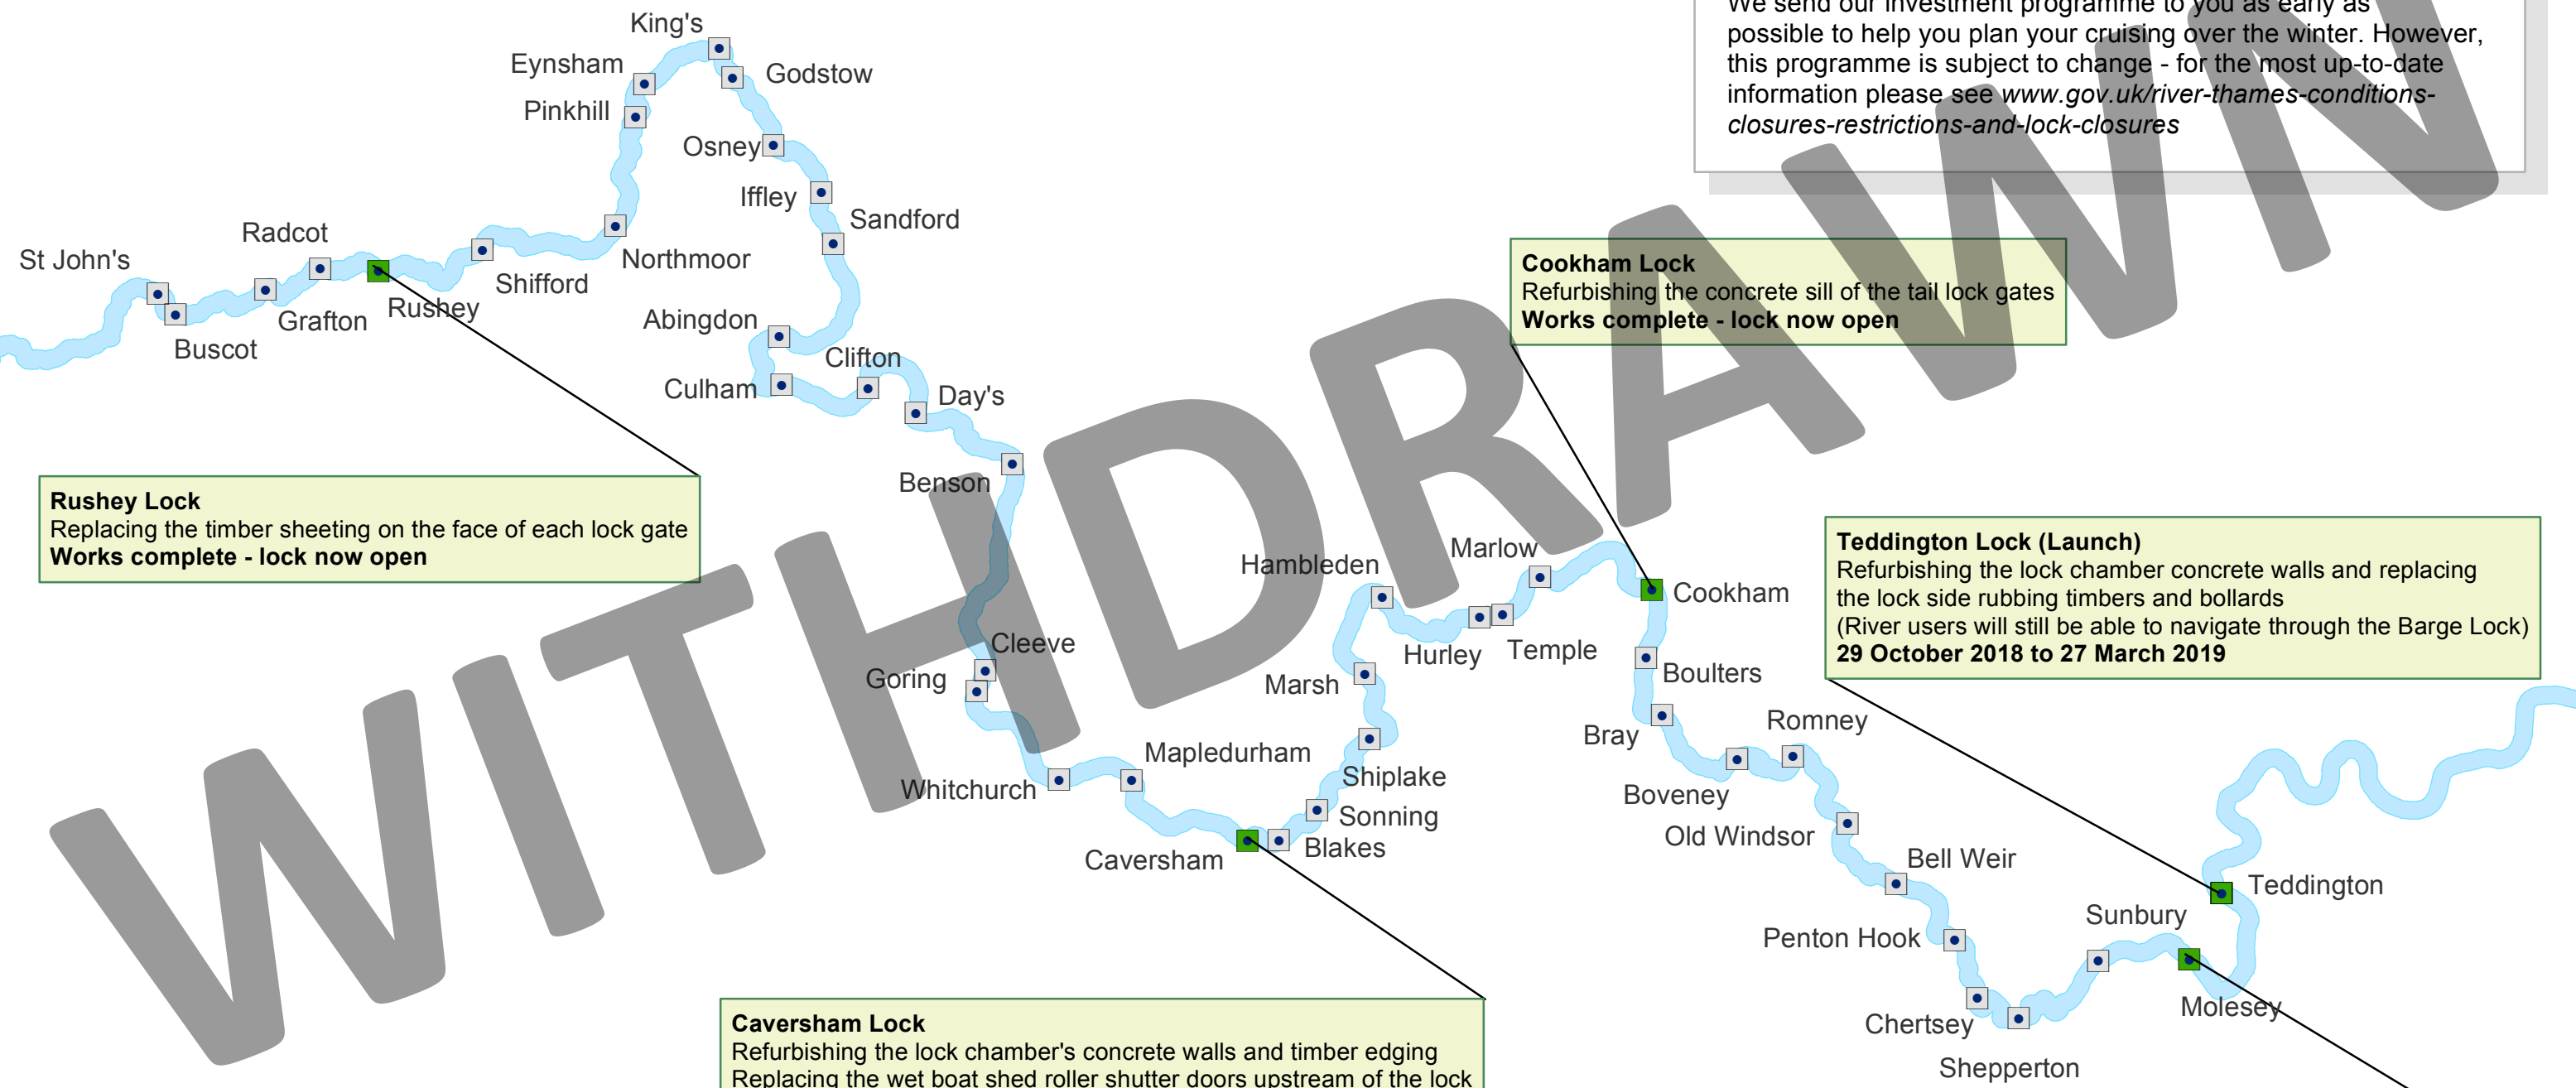 We send our investment programme to you as early as
possible to help you plan your cruising over the winter. However,
this programme is subject to change - for the most up-to-date
information please see www.gov.uk/river-thames-conditions-
closures-restrictions-and-lock-closures
King's
Eynsham
Godstow
Pinkhill
Osney
Iffley
Sandford
Radcot
St John's
Northmoor
Shifford
Rushey
Grafton
Buscot
Abingdon
Clifton
Culham
Day's
Benson
Cookham Lock
Refurbishing the concrete sill of the tail lock gates
Works complete - lock now open
Rushey Lock
Replacing the timber sheeting on the face of each lock gate
Works complete - lock now open
Teddington Lock (Launch)
Refurbishing the lock chamber concrete walls and replacing
the lock side rubbing timbers and bollards
(River users will still be able to navigate through the Barge Lock)
29 October 2018 to 27 March 2019
WITHDRAWN
Marlow
Hambleden
Cookham
Cleeve
Hurley
Temple
Goring
Marsh
Boulters
Bray
Romney
Mapledurham
Whitchurch
Shiplake
Boveney
Sonning
Old Windsor
Blakes
Caversham
Bell Weir
Teddington
Sunbury
Penton Hook
Molesey
Chertsey
Shepperton
Caversham Lock
Refurbishing the lock chamber's concrete walls and timber edging
Replacing the wet boat shed roller shutter doors upstream of the lock